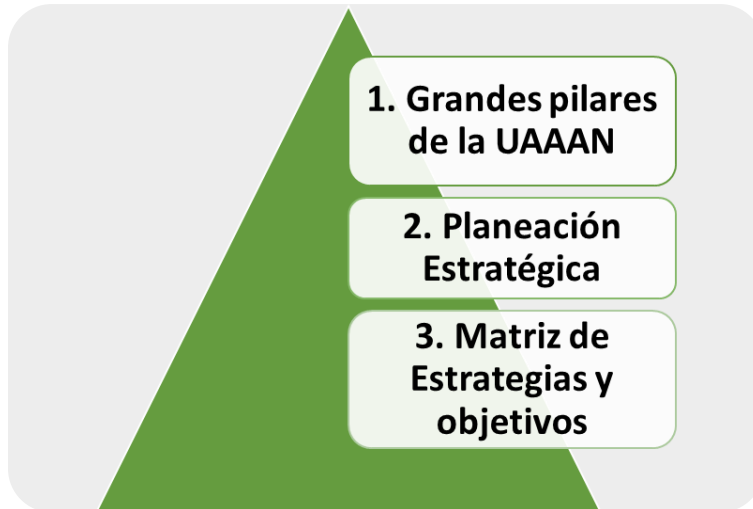 1. Grandes pilares
de la UAAAN
2. Planeación
Estratégica
3. Matriz de
Estrategias y
objetivos